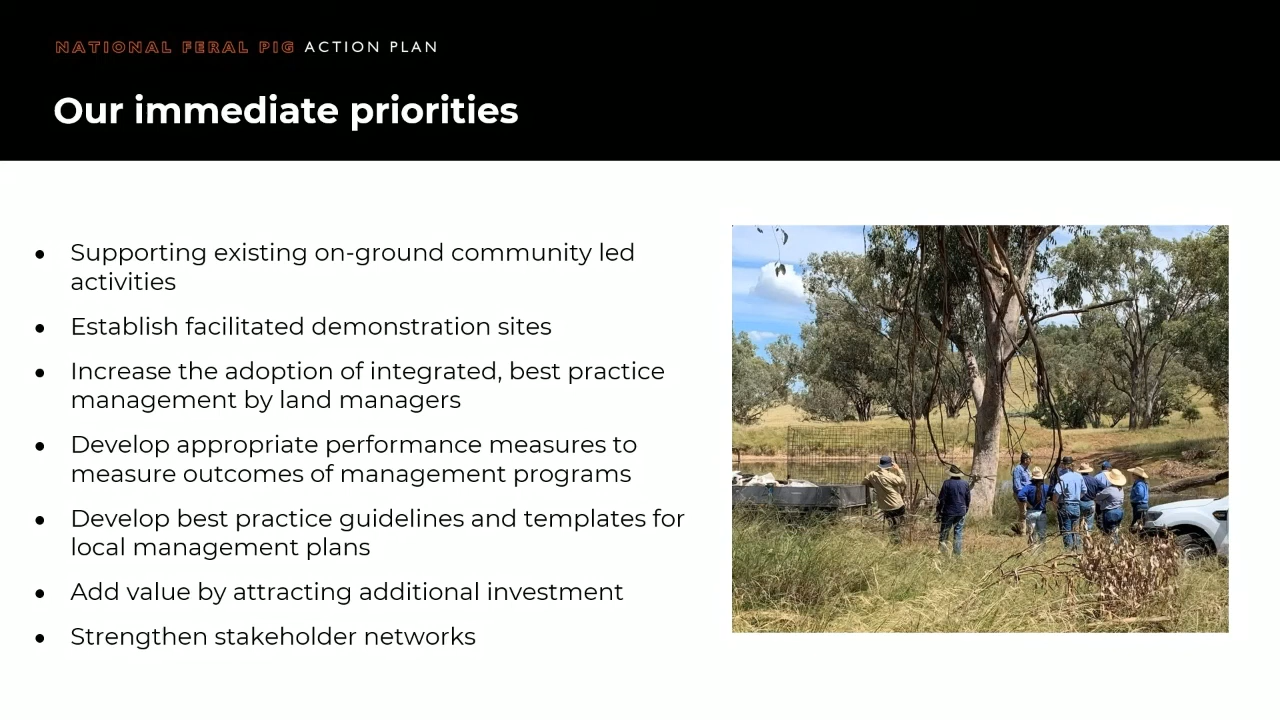 NATIONAL FERAL PIG ACTION PLAN
Our immediate priorities
• Supporting existing on-ground community led
activities
• Establish facilitated demonstration sites
• Increase the adoption of integrated, best practice
management by land managers
• Develop appropriate performance measures to
measure outcomes of management programs
• Develop best practice guidelines and templates for
local management plans
• Add value by attracting additional investment
• Strengthen stakeholder networks